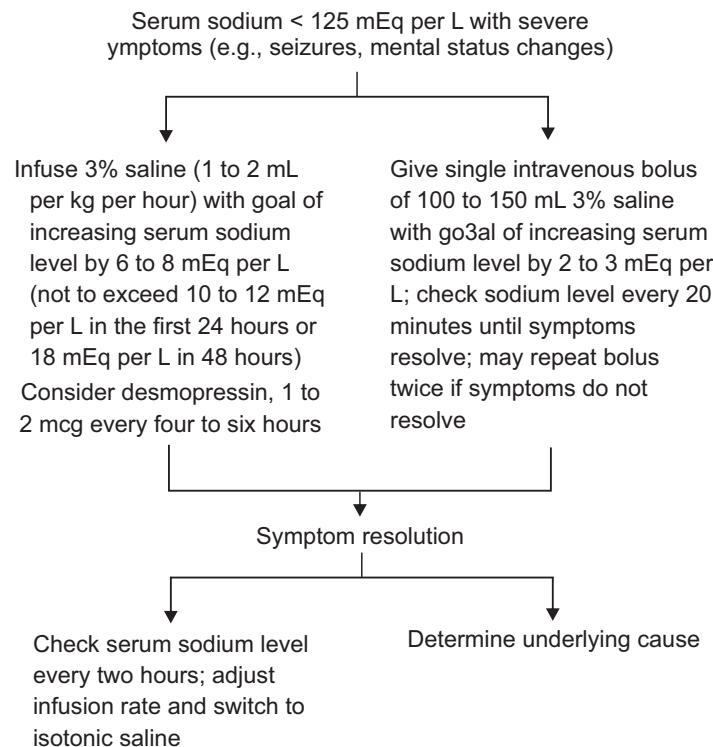 Serum sodium < 125 mEq per L with severe
ymptoms (e.g., seizures, mental status changes)
Infuse 3% saline (1 to 2 mL
per kg per hour) with goal of
increasing serum sodium
level by 6 to 8 mEq per L
(not to exceed 10 to 12 mEq
per L in the first 24 hours or
18 mEq per L in 48 hours)
Consider desmopressin, 1 to
2 mcg every four to six hours
Give single intravenous bolus
of 100 to 150 mL 3% saline
with go3al of increasing serum
sodium level by 2 to 3 mEq per
L; check sodium level every 20
minutes until symptoms
resolve; may repeat bolus
twice if symptoms do not
resolve
Symptom resolution
Check serum sodium level
every two hours; adjust
infusion rate and switch to
isotonic saline
Determine underlying cause